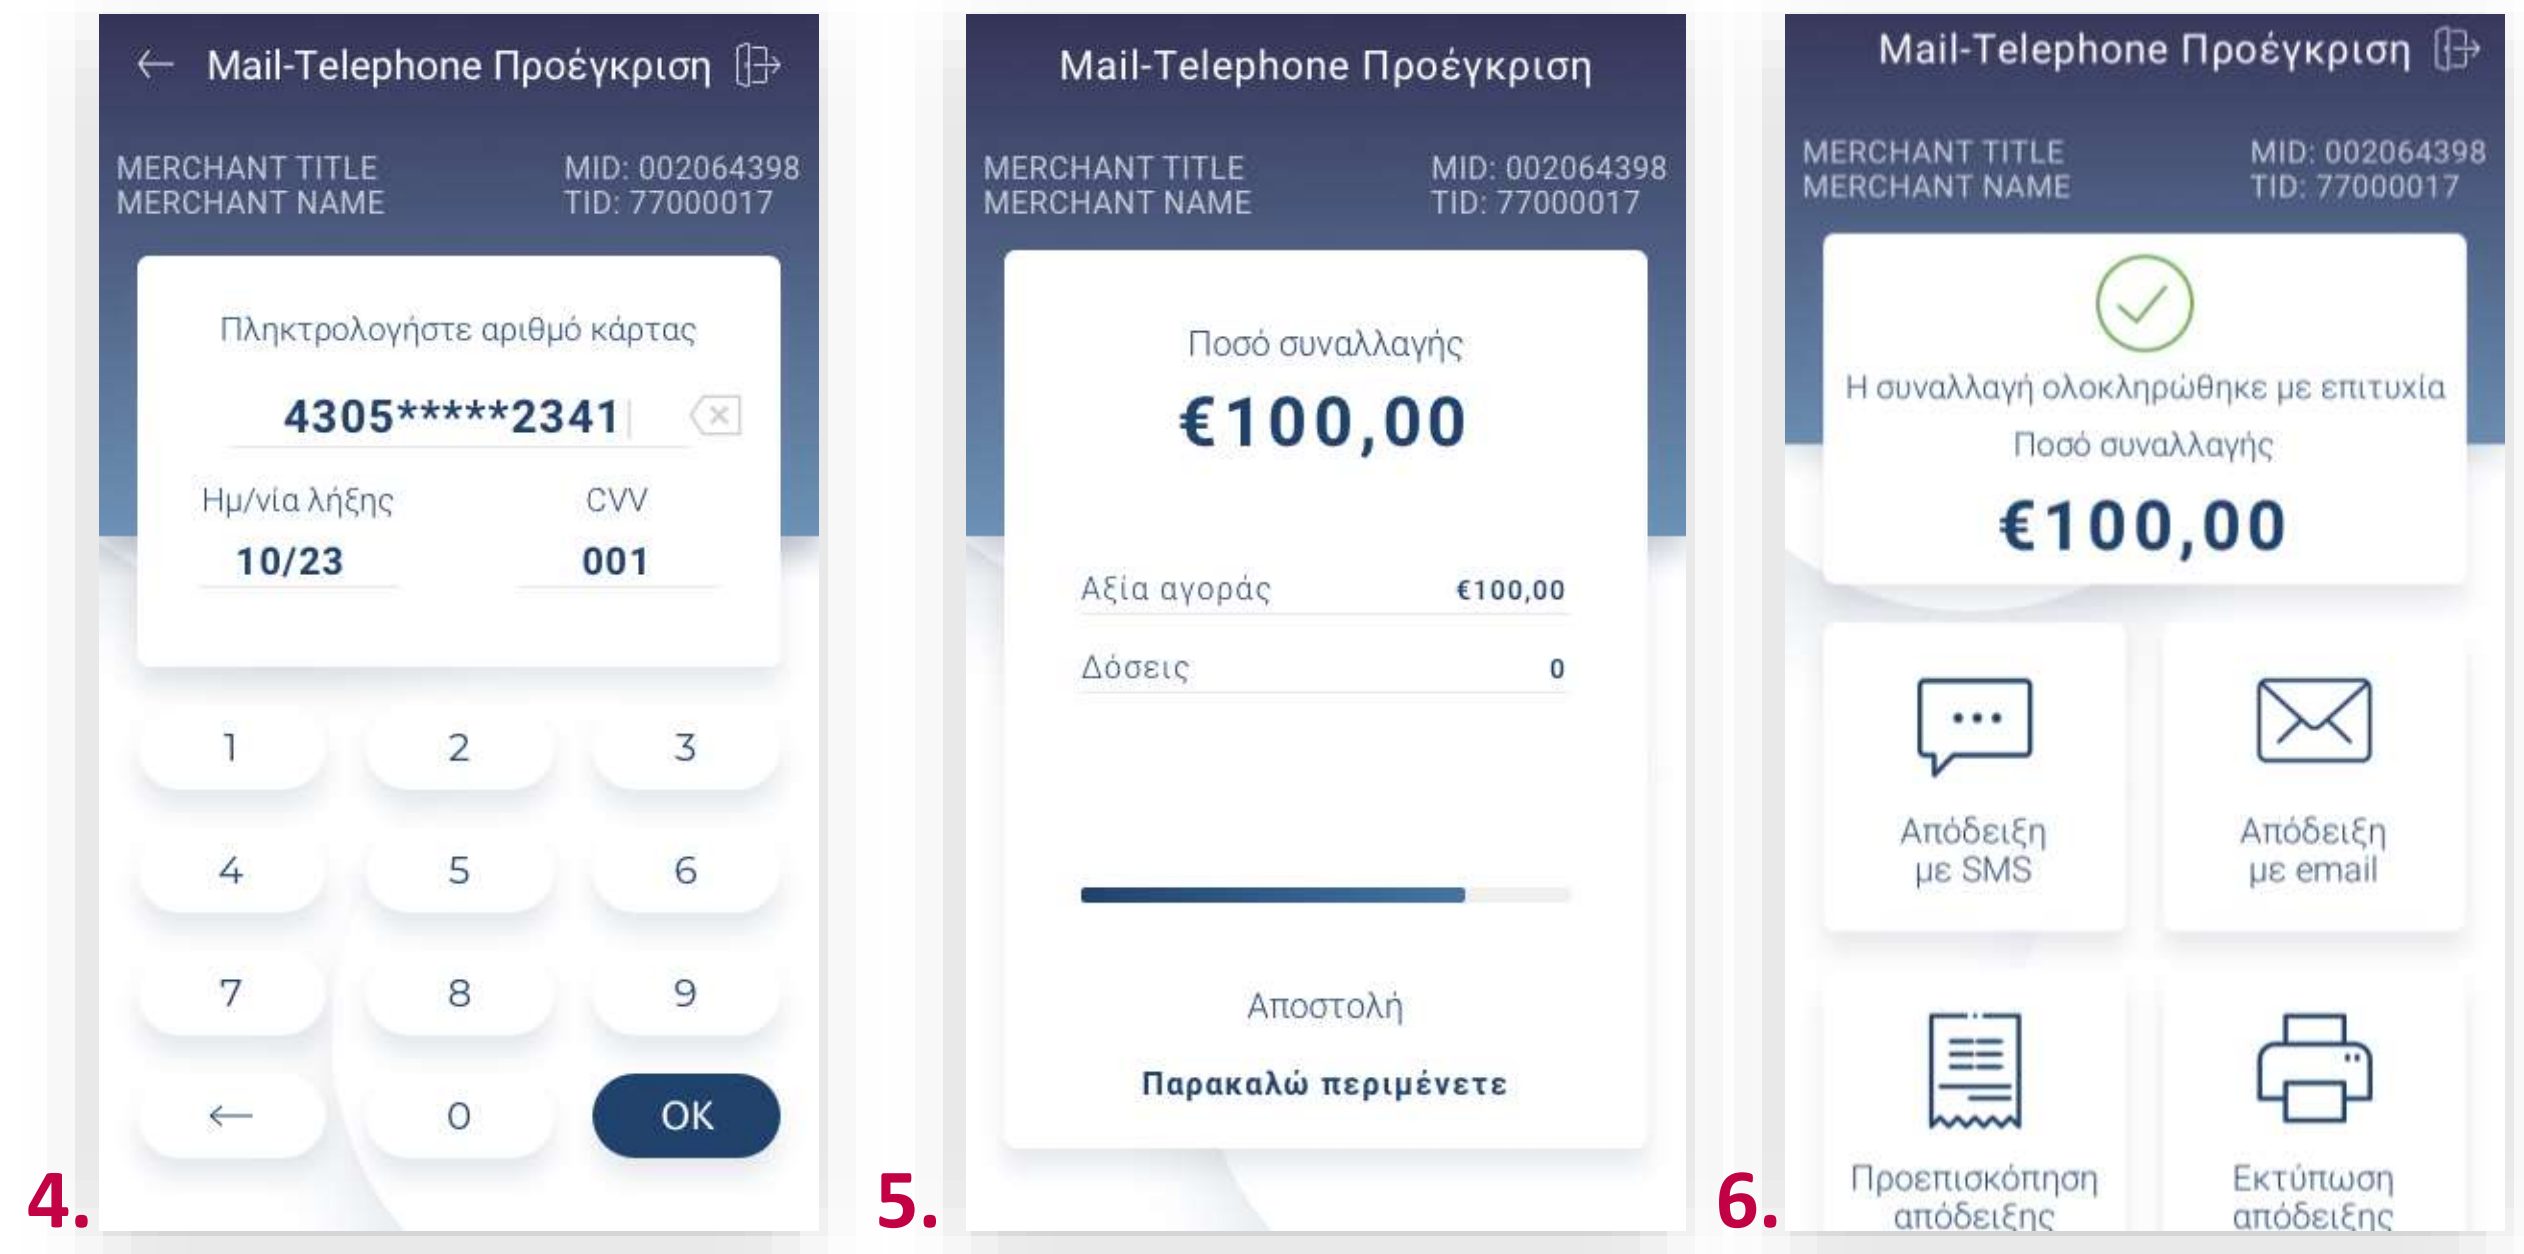 Mail-Telephone Προέγκριση
MERCHANT TITLE
MERCHANT NAME
MID: 002064398
TID: 77000017
Πληκτρολογήστε αριθμό κάρτας
4305*****2341
Ημ/νία λήξης
CVV
10/23
001
1 2 3
4 5 6
7 8 9
0 OK
4.
Mail-Telephone Προέγκριση
MERCHANT TITLE
MERCHANT NAME
MID: 002064398
TID: 77000017
Ποσό συναλλαγής
€100,00
Αξία αγοράς €100,00
Δόσεις 0
Αποστολή
Παρακαλώ περιμένετε
5.
Mail-Telephone Προέγκριση
MERCHANT TITLE
MERCHANT NAME
MID: 002064398
TID: 77000017
Η συναλλαγή ολοκληρώθηκε με επιτυχία
Ποσό συναλλαγής
€100,00
Απόδειξη
με SMS
Απόδειξη
με email
Προεπισκόπηση
απόδειξης
Εκτύπωση
απόδειξης
6.